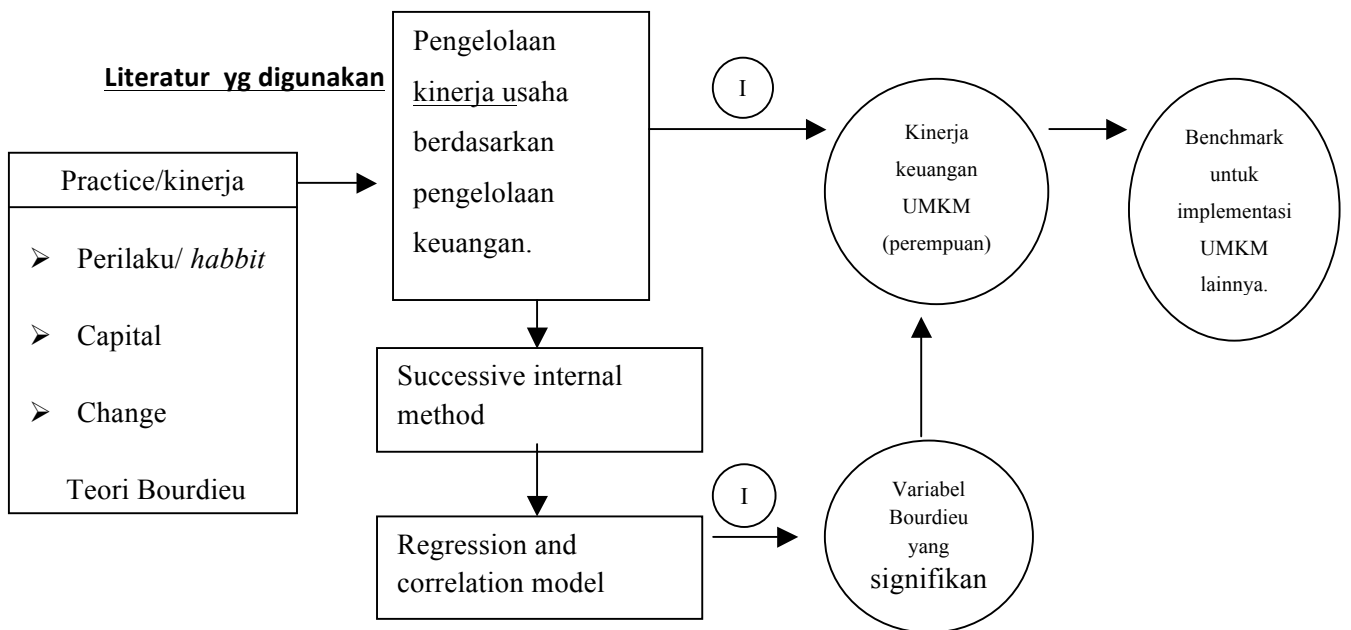 Literatur yg digunakan
Practice/kinerja
➢ Perilaku/ habbit
➢ Capital
➢ Change
Teori Bourdieu
Pengelolaan
kinerja usaha
berdasarkan
pengelolaan
keuangan.
I
Kinerja
keuangan
UMKM
(perempuan)
Benchmark
untuk
implementasi
UMKM
lainnya.
Successive internal
method
Regression and
correlation model
I
Variabel
Bourdieu
yang
signifikan